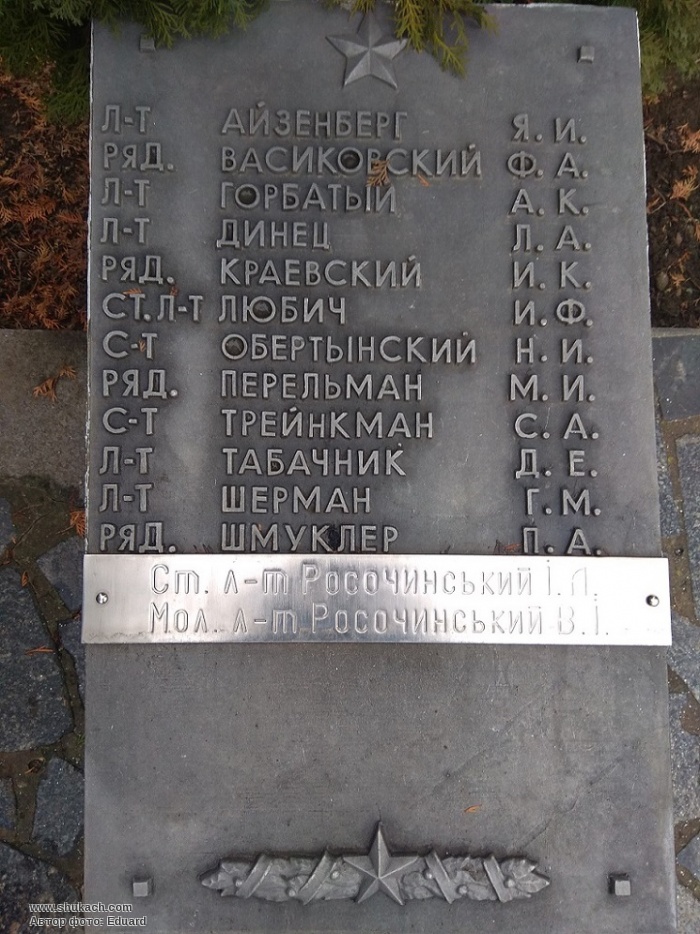 Л-Т АЙЗЕНБЕРГ Я. И.
РЯД. ВАСИКОВСКИЙ Ф. А.
Л-Т ГОРБАТЫЙ А. К.
Л-Т ДИНЕЦ Л. А.
РЯД. КРАЕВСКИЙ И. К.
СТ. Л-Т ЛЮБИЧ И. Ф.
С-Т ОБЕРТЫНСКИЙ Н. И.
РЯД. ПЕРЕЛЬМАН М. И.
С-Т ТРЕЙНКМАН С. А.
Л-Т ТАБАЧНИК Д. Е.
Л-Т ШЕРМАН Г. М.
РЯД. ШМУКЛЕР П. А.
Ст. л-т Росочинський І. Л.
Мол. л-т Росочинський В. І.
www.shukach.com
Автор фото: Eduard